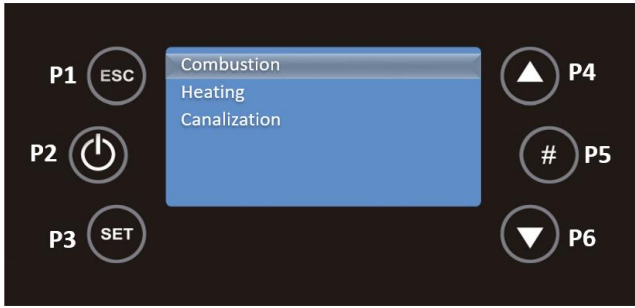 P1 ESC
Combustion
P4
Heating
Canalization
P2
# P5
P3 SET
P6